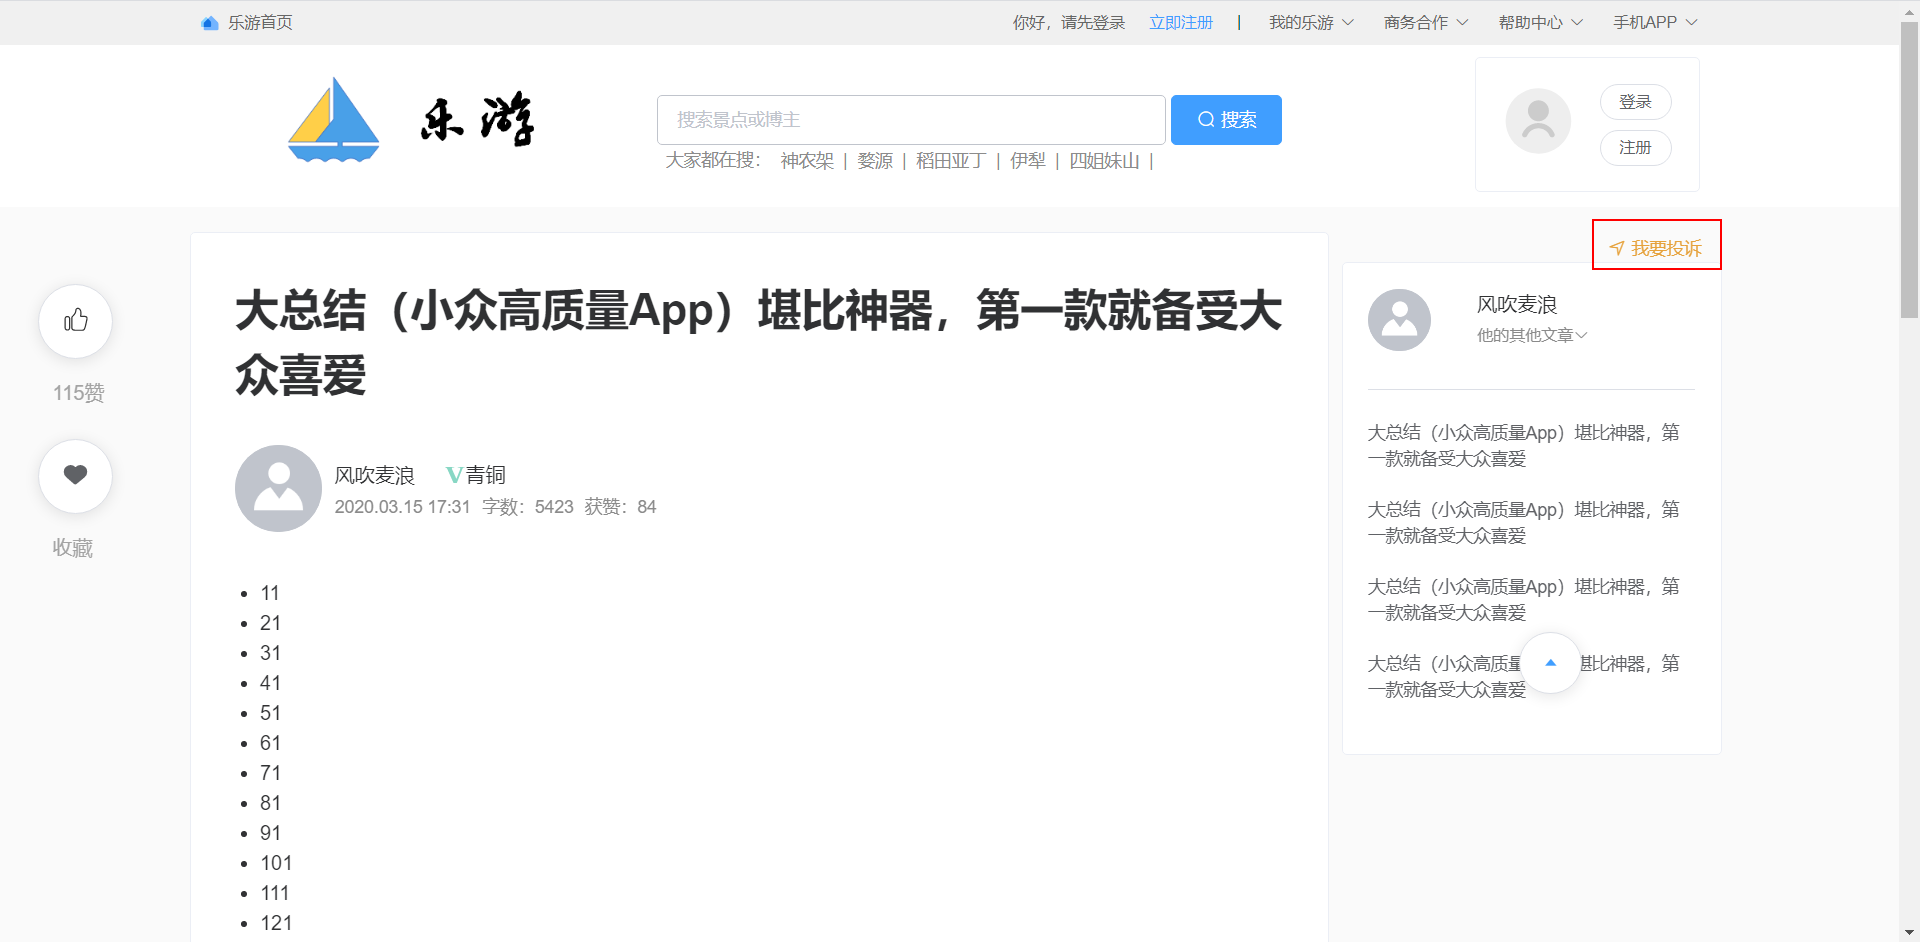 乐游首页
你好，请先登录 立即注册 | 我的乐游 商务合作 帮助中心 手机APP
乐游
搜索景点或博主
搜索
大家都在搜： 神农架 | 婺源 | 稻田亚丁 | 伊犁 | 四姐妹山 |
登录
注册
我要投诉
115赞
收藏
大总结（小众高质量App）堪比神器，第一款就备受大
众喜爱
风吹麦浪 V青铜
2020.03.15 17:31 字数：5423 获赞：84
11
21
31
41
51
61
71
81
91
101
111
121
风吹麦浪
他的其他文章
大总结（小众高质量App）堪比神器，第
一款就备受大众喜爱
大总结（小众高质量App）堪比神器，第
一款就备受大众喜爱
大总结（小众高质量App）堪比神器，第
一款就备受大众喜爱
大总结（小众高质量 堪比神器，第
一款就备受大众喜爱